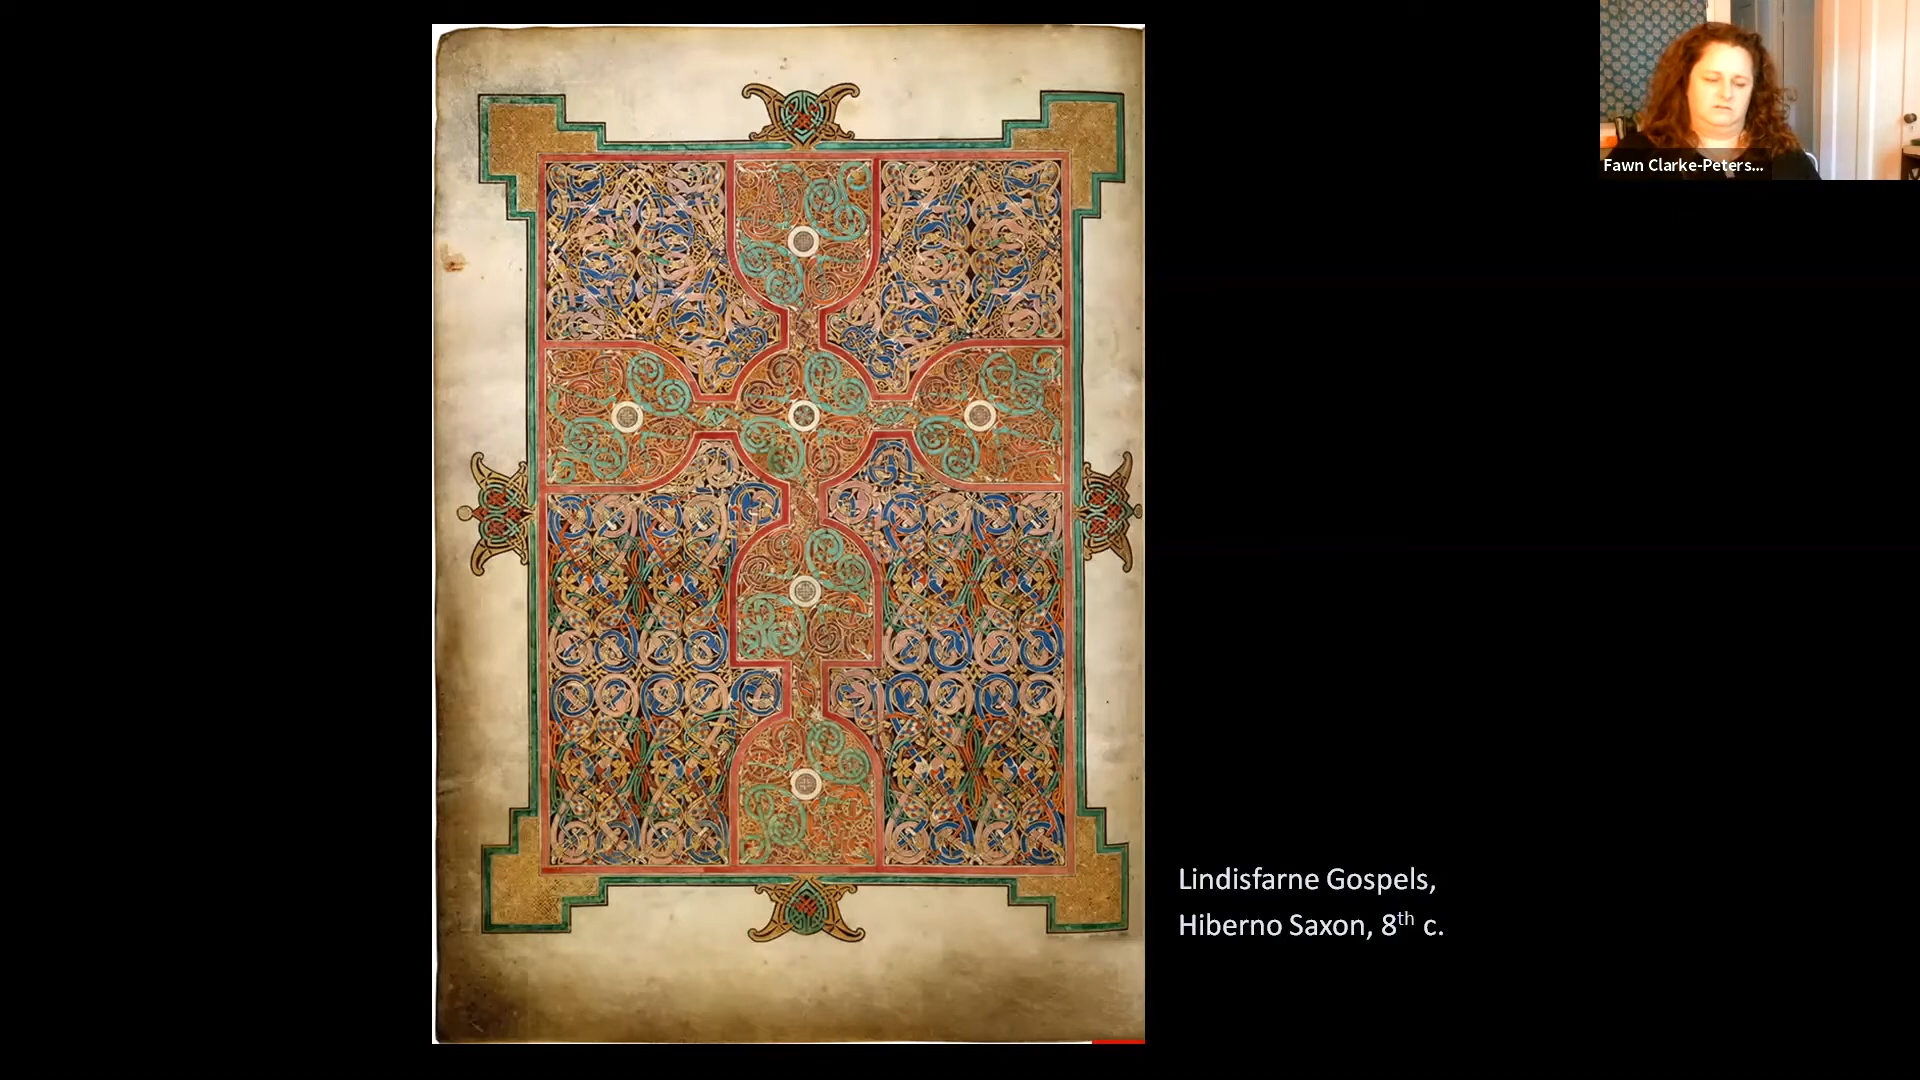 Fawn Clarke-Peters...
Lindisfarne Gospels,
Hiberno Saxon, 8th c.